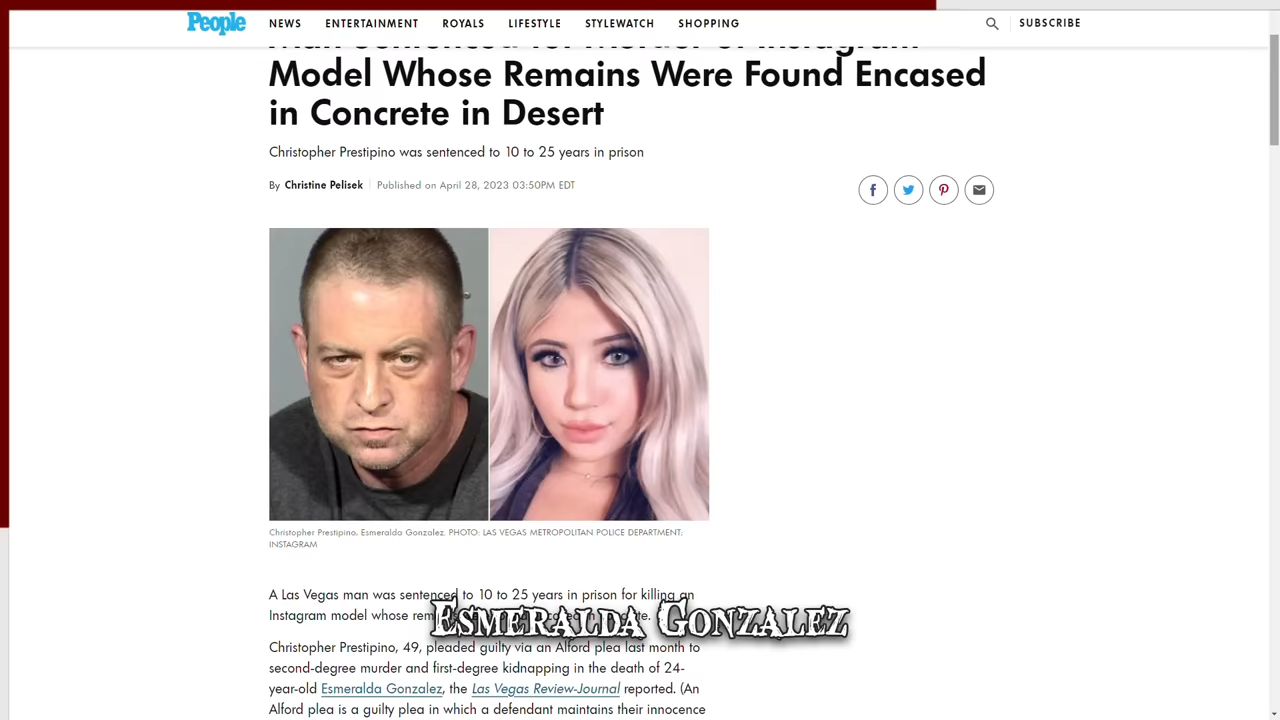 People NEWS ENTERTAINMENT ROYALS LIFESTYLE STYLEWATCH SHOPPING SUBSCRIBE
Man Sentenced for Murder of Instagram
Model Whose Remains Were Found Encased
in Concrete in Desert
Christopher Prestipino was sentenced to 10 to 25 years in prison
By Christine Pelisek Published on April 28, 2023 03:50PM EDT
Christopher Prestipino, Esmeralda Gonzalez. PHOTO: LAS VEGAS METROPOLITAN POLICE DEPARTMENT;
INSTAGRAM
A Las Vegas man was sentenced to 10 to 25 years in prison for killing an
Instagram model whose
Esmeralda Gonzalez
Christopher Prestipino, 49, pleaded guilty via an Alford plea last month to
second-degree murder and first-degree kidnapping in the death of 24-
year-old Esmeralda Gonzalez, the Las Vegas Review-Journal reported. (An
Alford plea is a guilty plea in which a defendant maintains their innocence